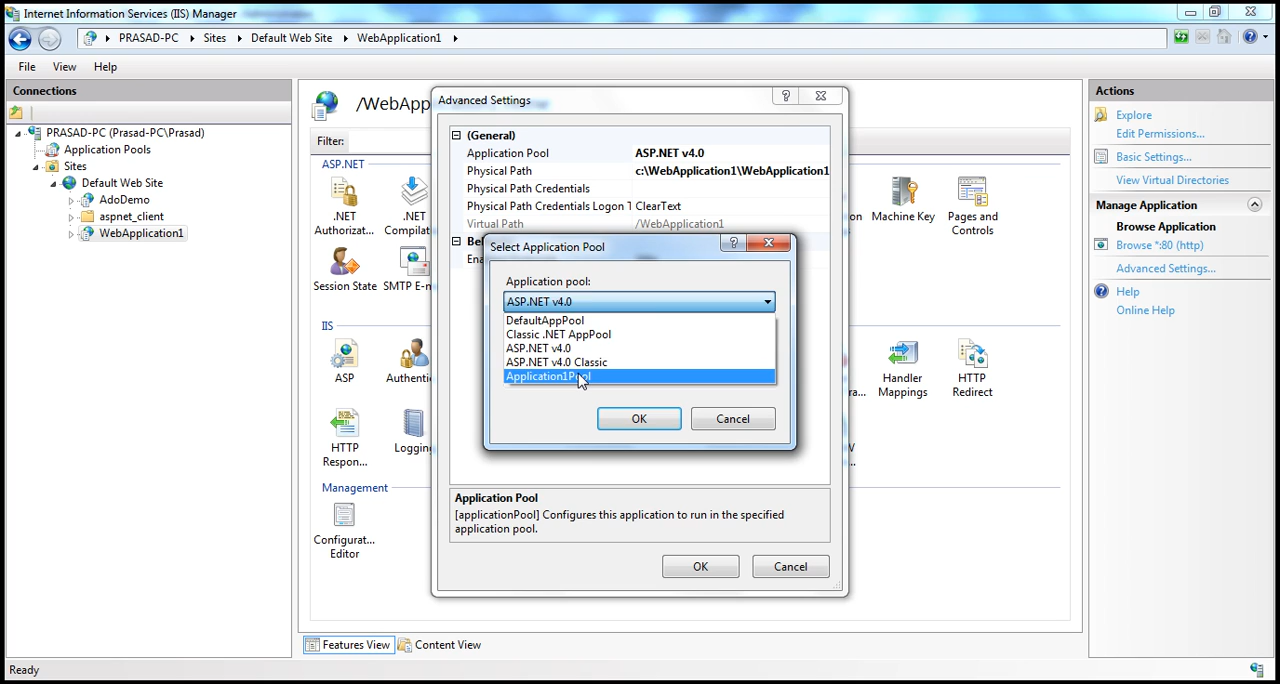 Internet Information Services (IIS) Manager
PRASAD-PC
Sites
Default Web Site
WebApplication1
File View Help
Connections
PRASAD-PC (Prasad-PC\Prasad)
Application Pools
Sites
Default Web Site
AdoDemo
aspnet_client
WebApplication1
/WebApp
Filter:
ASP.NET
.NET
Authorizat...
.NET
Compilat
Machine Key
Pages and
Controls
Session State
SMTP E-n
IIS
ASP
Authentic
Handler
Mappings
HTTP
Redirect
HTTP
Respon...
Logging
Management
Configurat...
Editor
Advanced Settings
(General)
Application Pool ASP.NET v4.0
Physical Path c:\WebApplication1\WebApplication1
Physical Path Credentials
Physical Path Credentials Logon T ClearText
Virtual Path /WebApplication1
Select Application Pool
Application pool:
ASP.NET v4.0
DefaultAppPool
Classic .NET AppPool
ASP.NET v4.0
ASP.NET v4.0 Classic
Application1Pool
OK Cancel
Application Pool
[applicationPool] Configures this application to run in the specified
application pool.
OK Cancel
Features View Content View
Actions
Explore
Edit Permissions...
Basic Settings...
View Virtual Directories
Manage Application
Browse Application
Browse *:80 (http)
Advanced Settings...
Help
Online Help
Ready